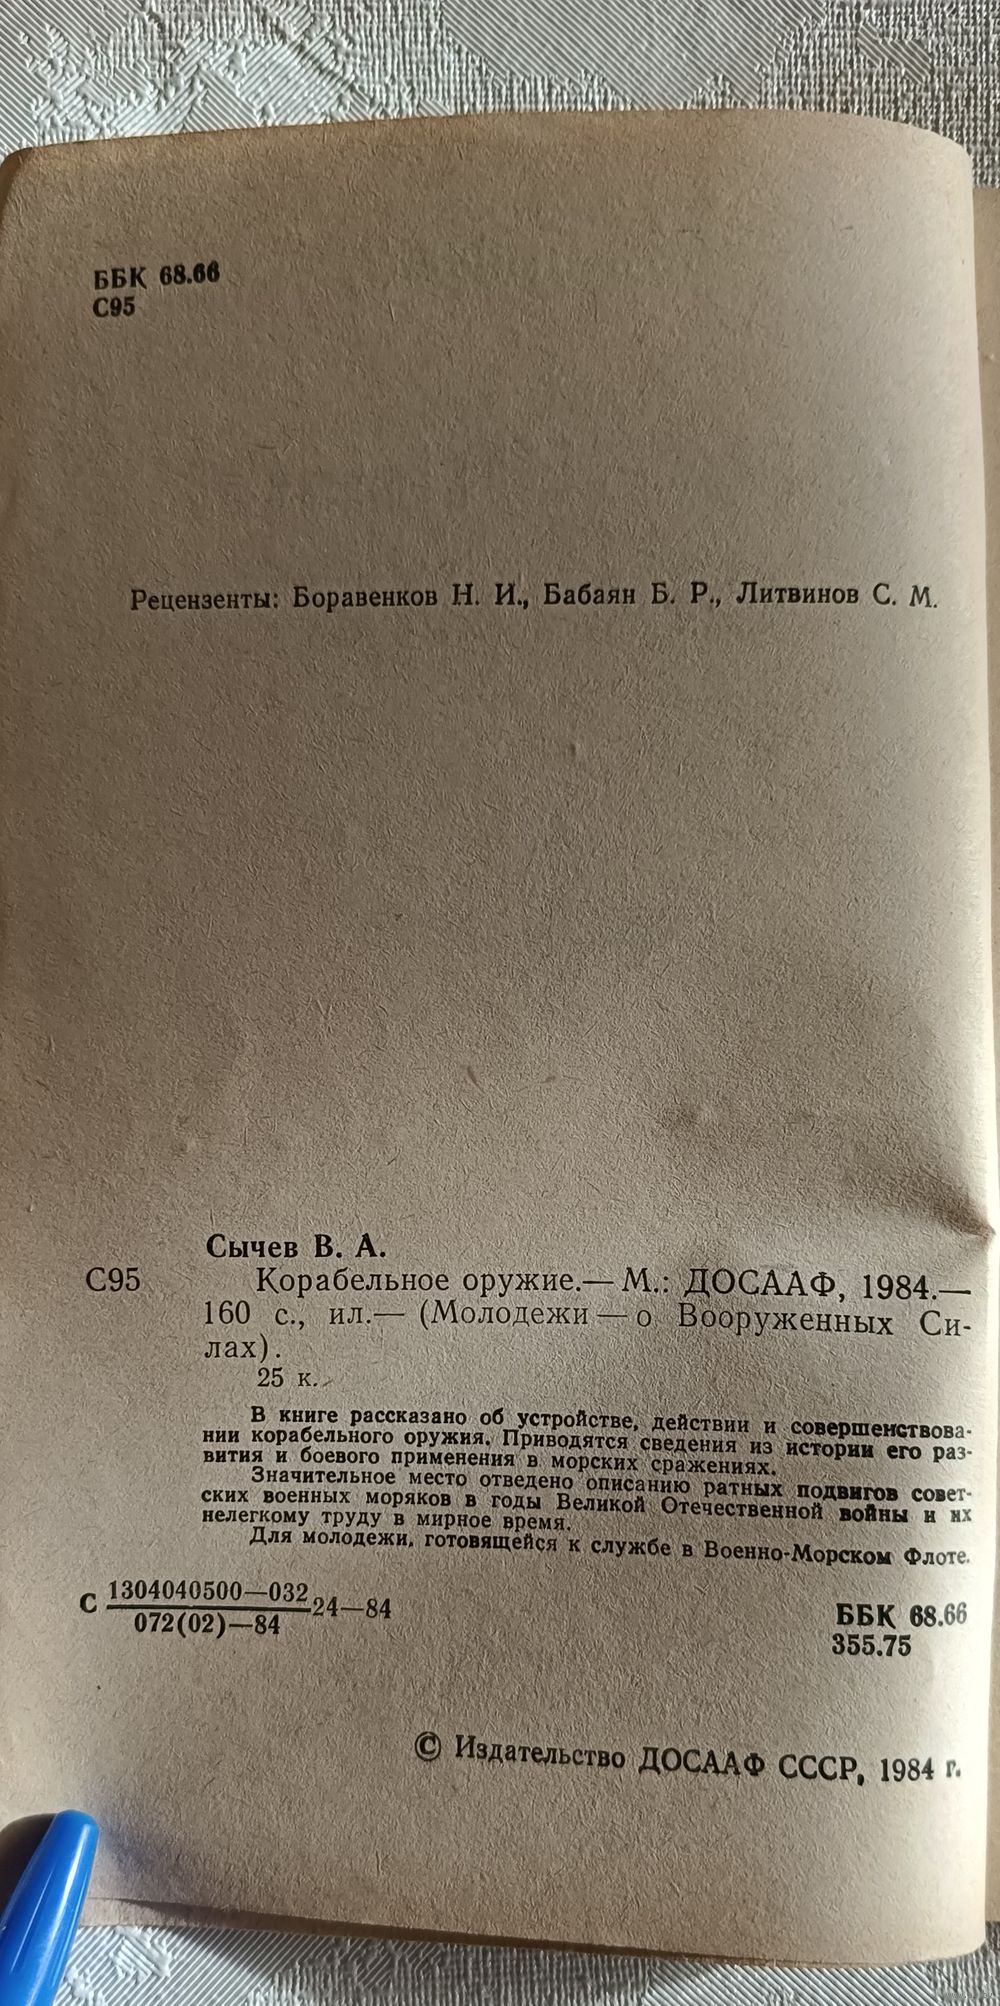 ББК 68.66
С95
Рецензенты: Боравенков Н. И., Бабаян Б. Р., Литвинов С. М.
Сычев В. А.
С95 Корабельное оружие.— М.: ДОСААФ, 1984.—
160 с., ил.— (Молодежи — о Вооруженных Си-
лах).
25 к.
В книге рассказано об устройстве, действии и совершенствова-
нии корабельного оружия. Приводятся сведения из истории его раз-
вития и боевого применения в морских сражениях.
Значительное место отведено описанию ратных подвигов совет-
ских военных моряков в годы Великой Отечественной войны и их
нелегкому труду в мирное время.
Для молодежи, готовящейся к службе в Военно-Морском Флоте.
С 1304040500—032
072(02)—84 24—84
ББК 68.66
355.75
© Издательство ДОСААФ СССР, 1984 г.